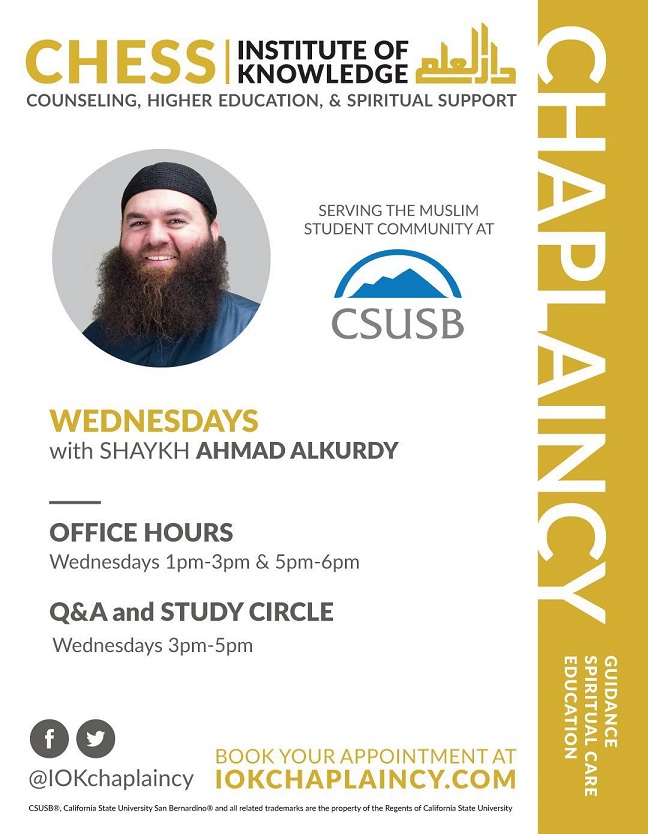 CHESS
INSTITUTE OF
KNOWLEDGE
دار العلم
COUNSELING, HIGHER EDUCATION, & SPIRITUAL SUPPORT
SERVING THE MUSLIM
STUDENT COMMUNITY AT
CSUSB
WEDNESDAYS
with SHAYKH AHMAD ALKURDY
OFFICE HOURS
Wednesdays 1pm-3pm & 5pm-6pm
Q&A and STUDY CIRCLE
Wednesdays 3pm-5pm
f
@IOKchaplaincy
BOOK YOUR APPOINTMENT AT
IOKCHAPLAINCY.COM
CSUSB®, California State University San Bernardino® and all related trademarks are the property of the Regents of California State University
CHAPLAINCY
GUIDANCE
SPIRITUAL CARE
EDUCATION